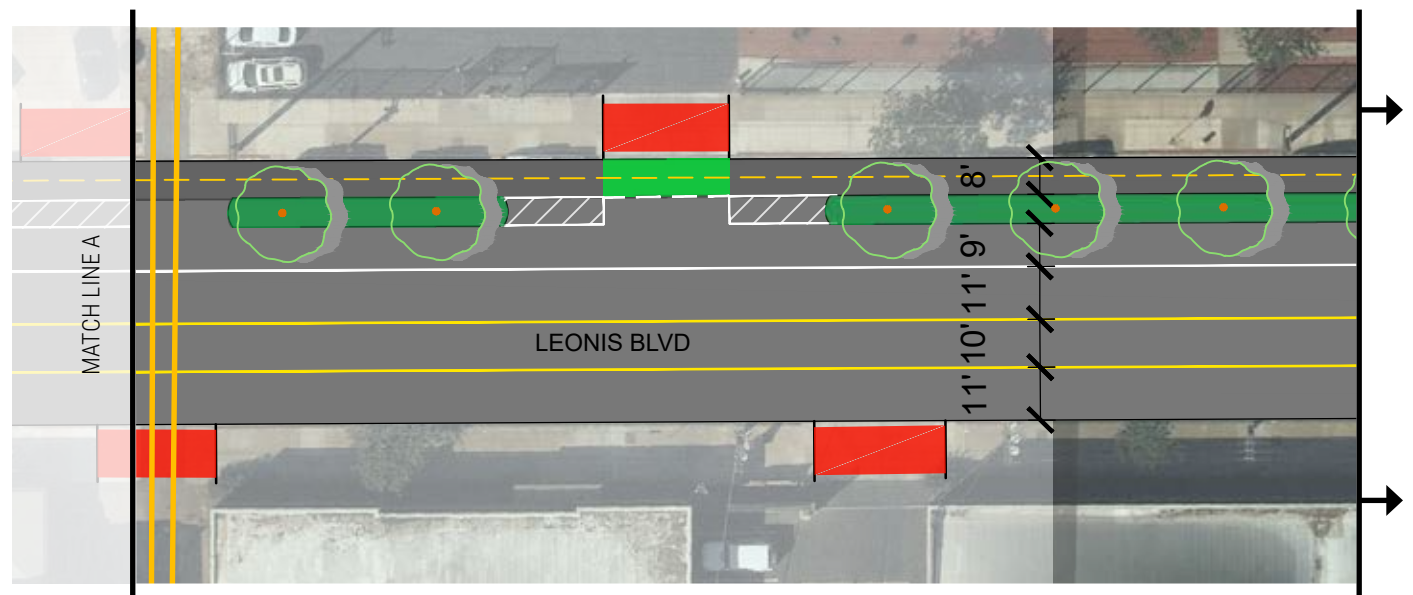 MATCH LINE A
LEONIS BLVD
8'
9'
11'
10'
11'